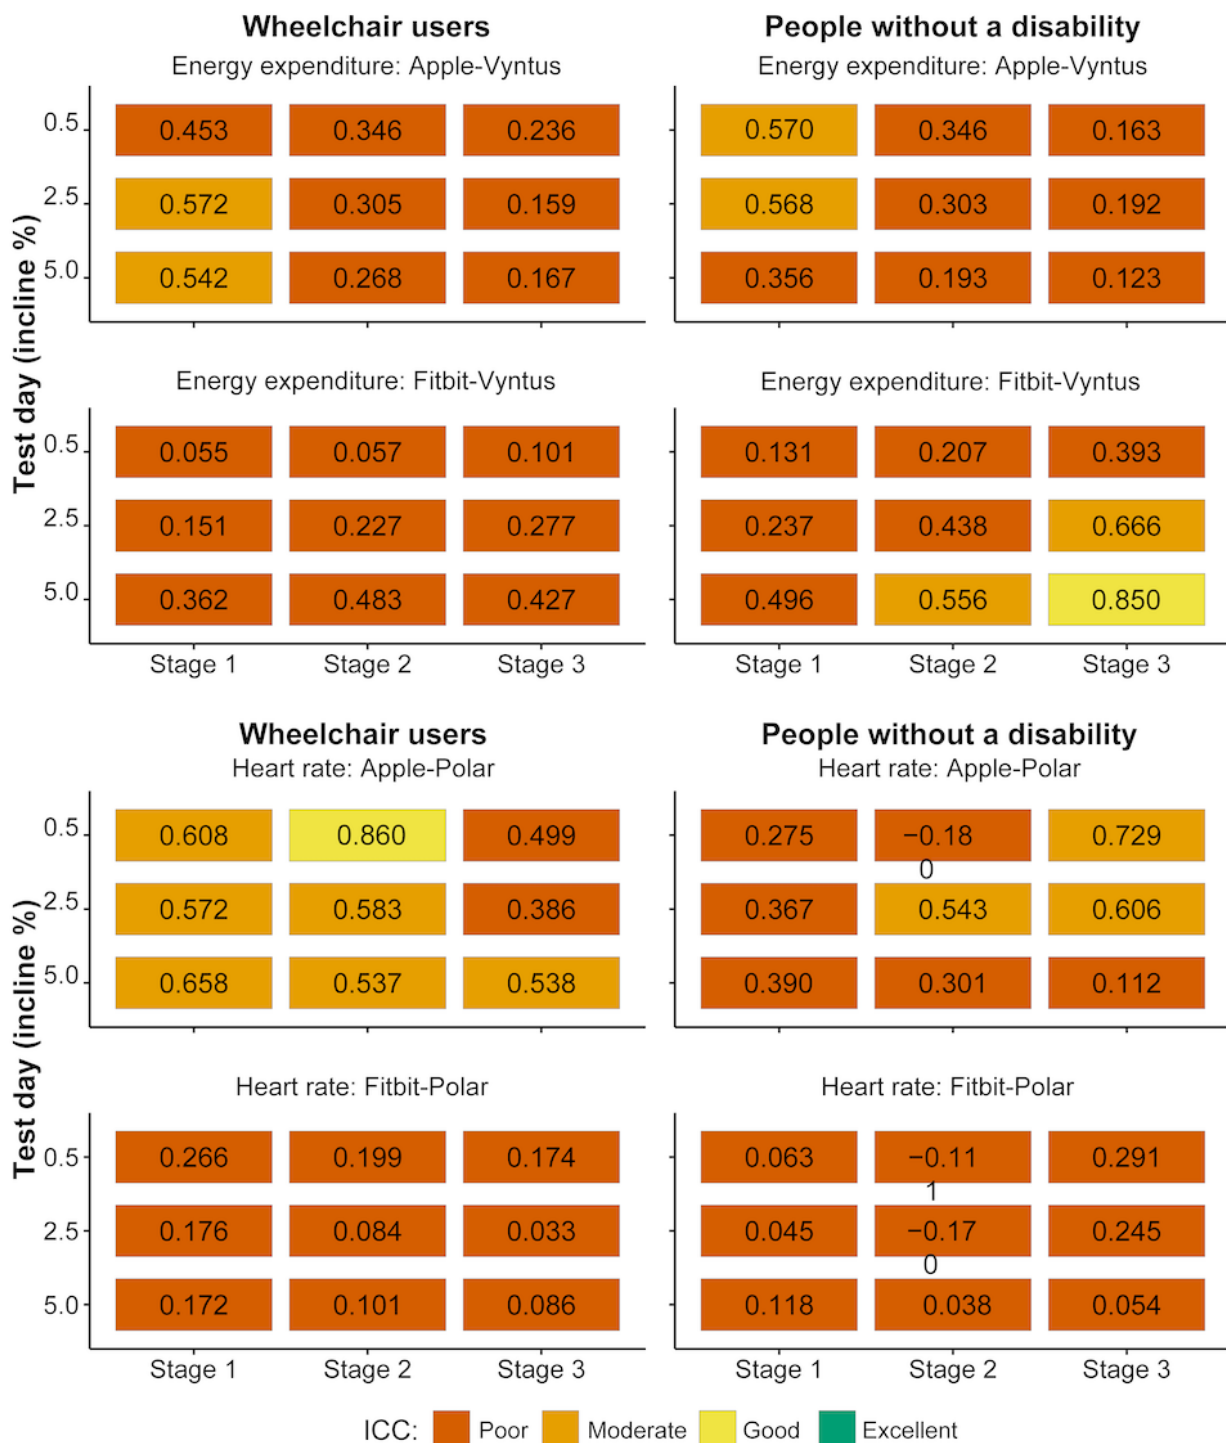 Wheelchair users People without a disability
Energy expenditure: Apple-Vyntus Energy expenditure: Apple-Vyntus
Test day (incline %)
0.5 0.453 0.346 0.236 0.570 0.346 0.163
2.5 0.572 0.305 0.159 0.568 0.303 0.192
5.0 0.542 0.268 0.167 0.356 0.193 0.123
Energy expenditure: Fitbit-Vyntus Energy expenditure: Fitbit-Vyntus
0.5 0.055 0.057 0.101 0.131 0.207 0.393
2.5 0.151 0.227 0.277 0.237 0.438 0.666
5.0 0.362 0.483 0.427 0.496 0.556 0.850
Stage 1 Stage 2 Stage 3 Stage 1 Stage 2 Stage 3
Wheelchair users People without a disability
Heart rate: Apple-Polar Heart rate: Apple-Polar
Test day (incline %)
0.5 0.608 0.860 0.499 0.275 −0.18 0.729
0
2.5 0.572 0.583 0.386 0.367 0.543 0.606
5.0 0.658 0.537 0.538 0.390 0.301 0.112
Heart rate: Fitbit-Polar Heart rate: Fitbit-Polar
0.5 0.266 0.199 0.174 0.063 −0.11 0.291
1
2.5 0.176 0.084 0.033 0.045 −0.17 0.245
0
5.0 0.172 0.101 0.086 0.118 0.038 0.054
Stage 1 Stage 2 Stage 3 Stage 1 Stage 2 Stage 3
ICC: Poor Moderate Good Excellent